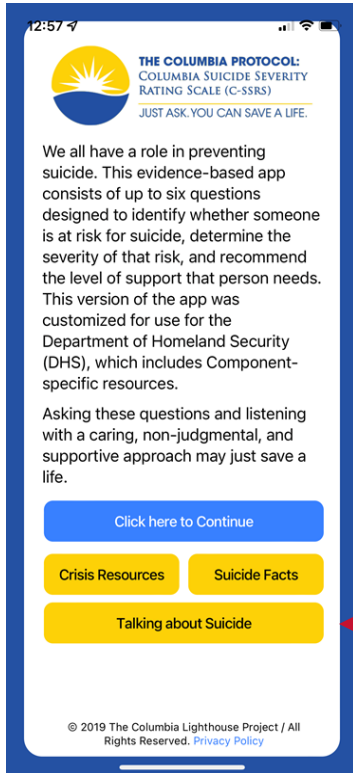 12:57
THE COLUMBIA PROTOCOL:
COLUMBIA SUICIDE SEVERITY
RATING SCALE (C-SSRS)
JUST ASK. YOU CAN SAVE A LIFE.
We all have a role in preventing
suicide. This evidence-based app
consists of up to six questions
designed to identify whether someone
is at risk for suicide, determine the
severity of that risk, and recommend
the level of support that person needs.
This version of the app was
customized for use for the
Department of Homeland Security
(DHS), which includes Component-
specific resources.
Asking these questions and listening
with a caring, non-judgmental, and
supportive approach may just save a
life.
Click here to Continue
Crisis Resources Suicide Facts
Talking about Suicide
© 2019 The Columbia Lighthouse Project / All
Rights Reserved. Privacy Policy